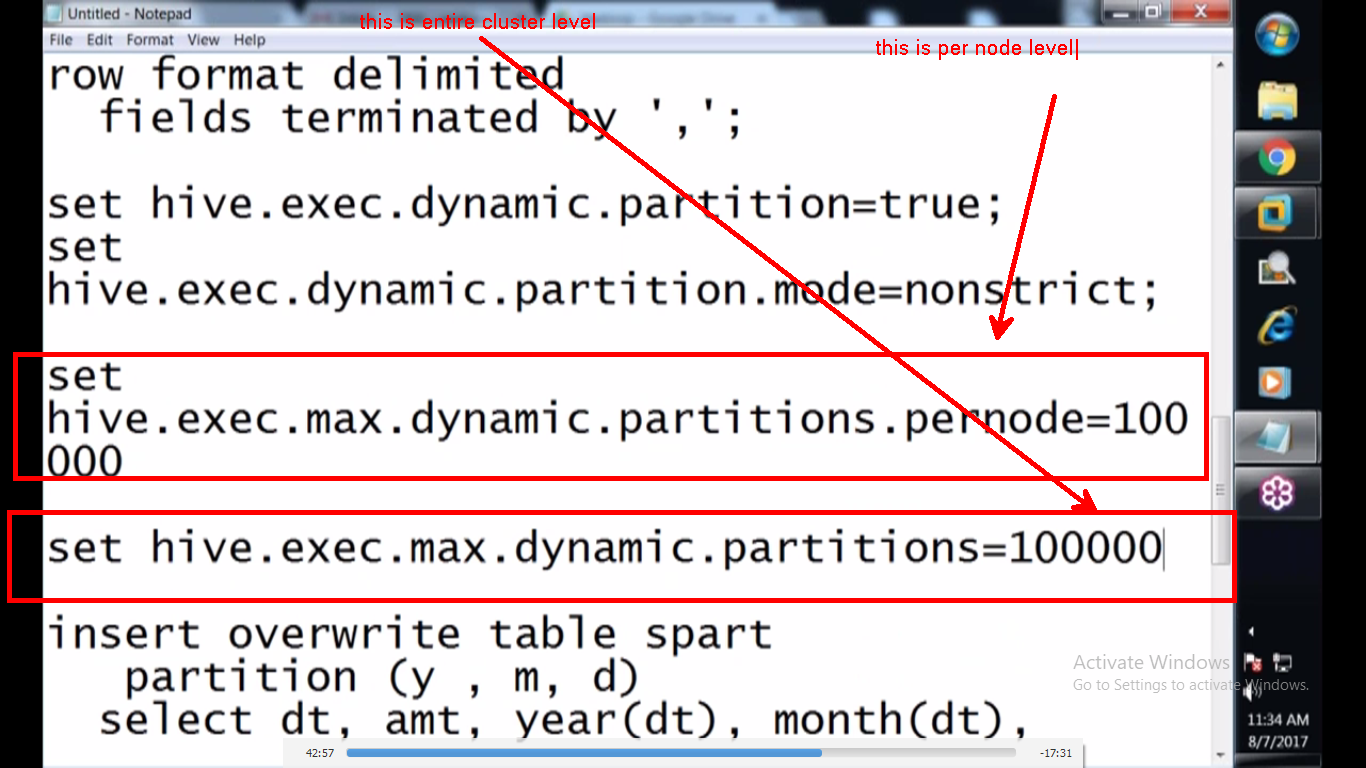 Untitled - Notepad
this is entire cluster level
File Edit Format View Help
this is per node level
row format delimited
fields terminated by ',';
set hive.exec.dynamic.partition=true;
set
hive.exec.dynamic.partition.mode=nonstrict;
set
hive.exec.max.dynamic.partitions.pernode=100
000
set hive.exec.max.dynamic.partitions=100000
insert overwrite table spart
partition (y , m, d)
select dt, amt, year(dt), month(dt),
Activate Windows
Go to Settings to activate Windows.
11:34 AM
8/7/2017
42:57
-17:31